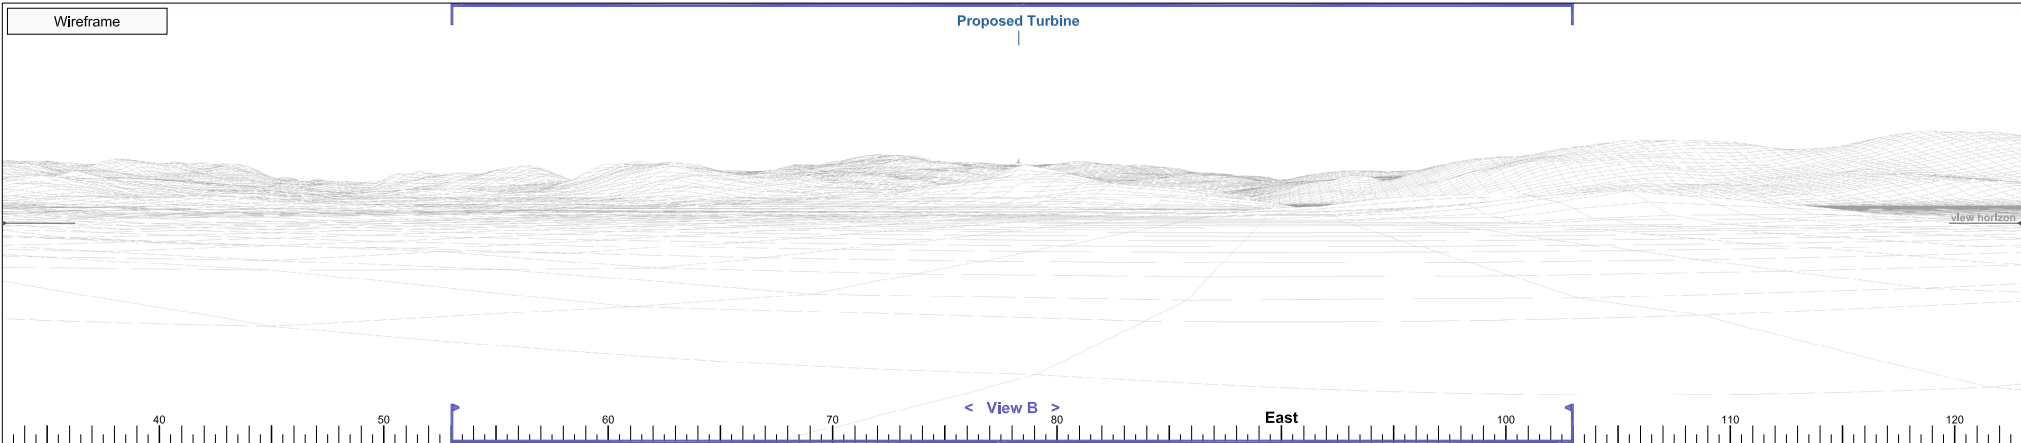 Wireframe
Proposed Turbine
view horizon
< View B >
40 50 60 70 80 East 100 110 120